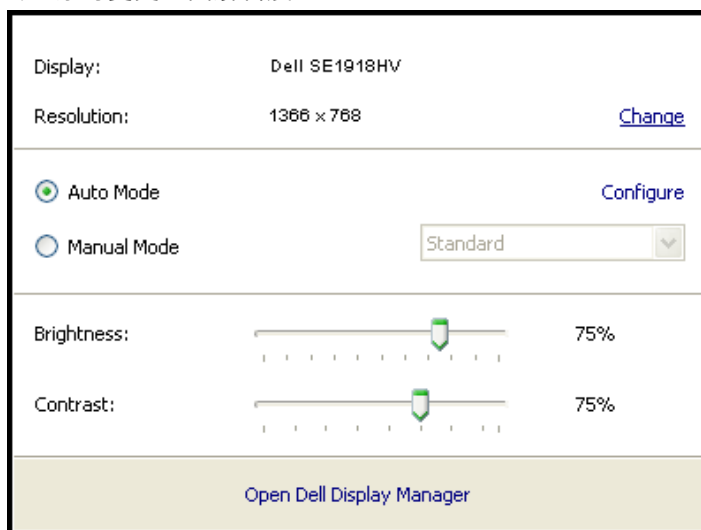 Display: Dell SE1918HV
Resolution: 1366 x 768 Change
Auto Mode Configure
Manual Mode Standard
Brightness: 75%
Contrast: 75%
Open Dell Display Manager